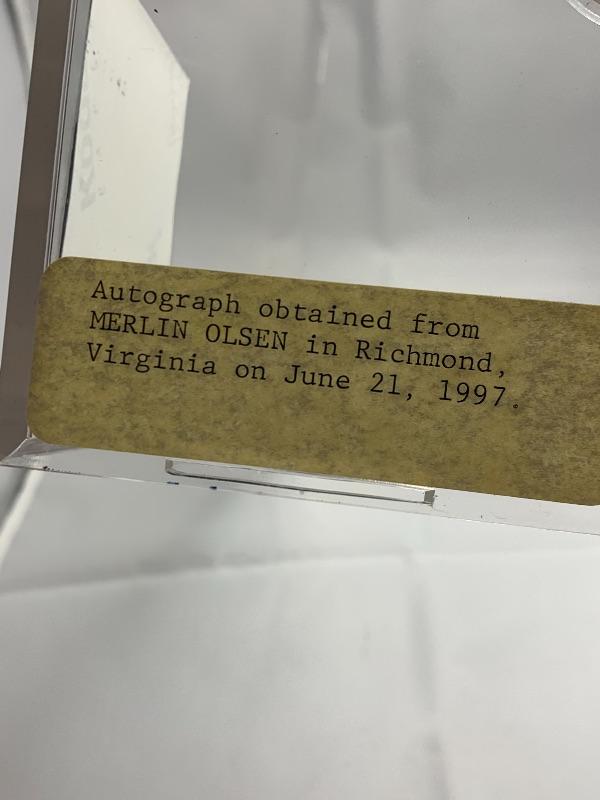 Autograph obtained from
MERLIN OLSEN in Richmond,
Virginia on June 21, 1997.